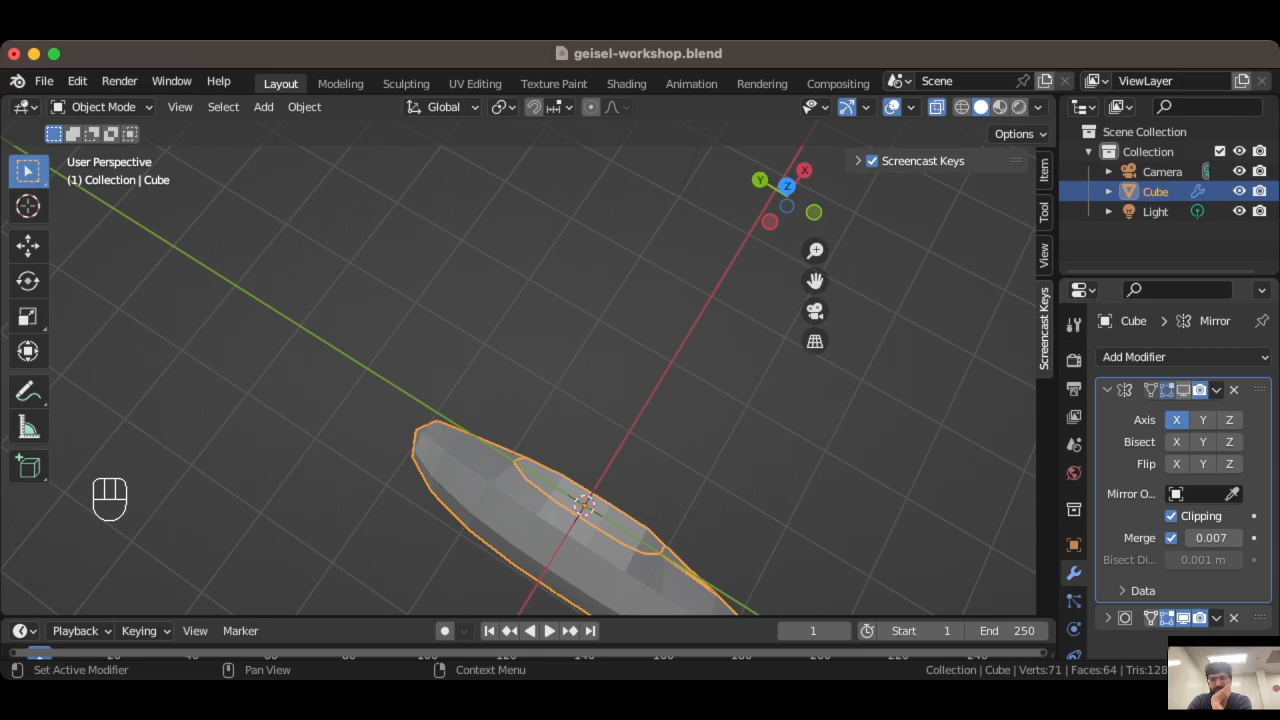 geisel-workshop.blend
File Edit Render Window Help Layout Modeling Sculpting UV Editing Texture Paint Shading Animation Rendering Compositing Scene ViewLayer
Object Mode View Select Add Object Global
Options
User Perspective
(1) Collection | Cube
Screencast Keys
X
Y
Z
Item
Tool
View
Screencast Keys
Scene Collection
Collection
Camera
Cube
Light
Cube > Mirror
Add Modifier
Axis X Y Z
Bisect X Y Z
Flip X Y Z
Mirror O...
Clipping
Merge 0.007
Bisect Di... 0.001 m
Data
Playback Keying View Marker 1 Start 1 End 250
Set Active Modifier Pan View Context Menu Collection | Cube | Verts:71 | Faces:64 | Tris:128